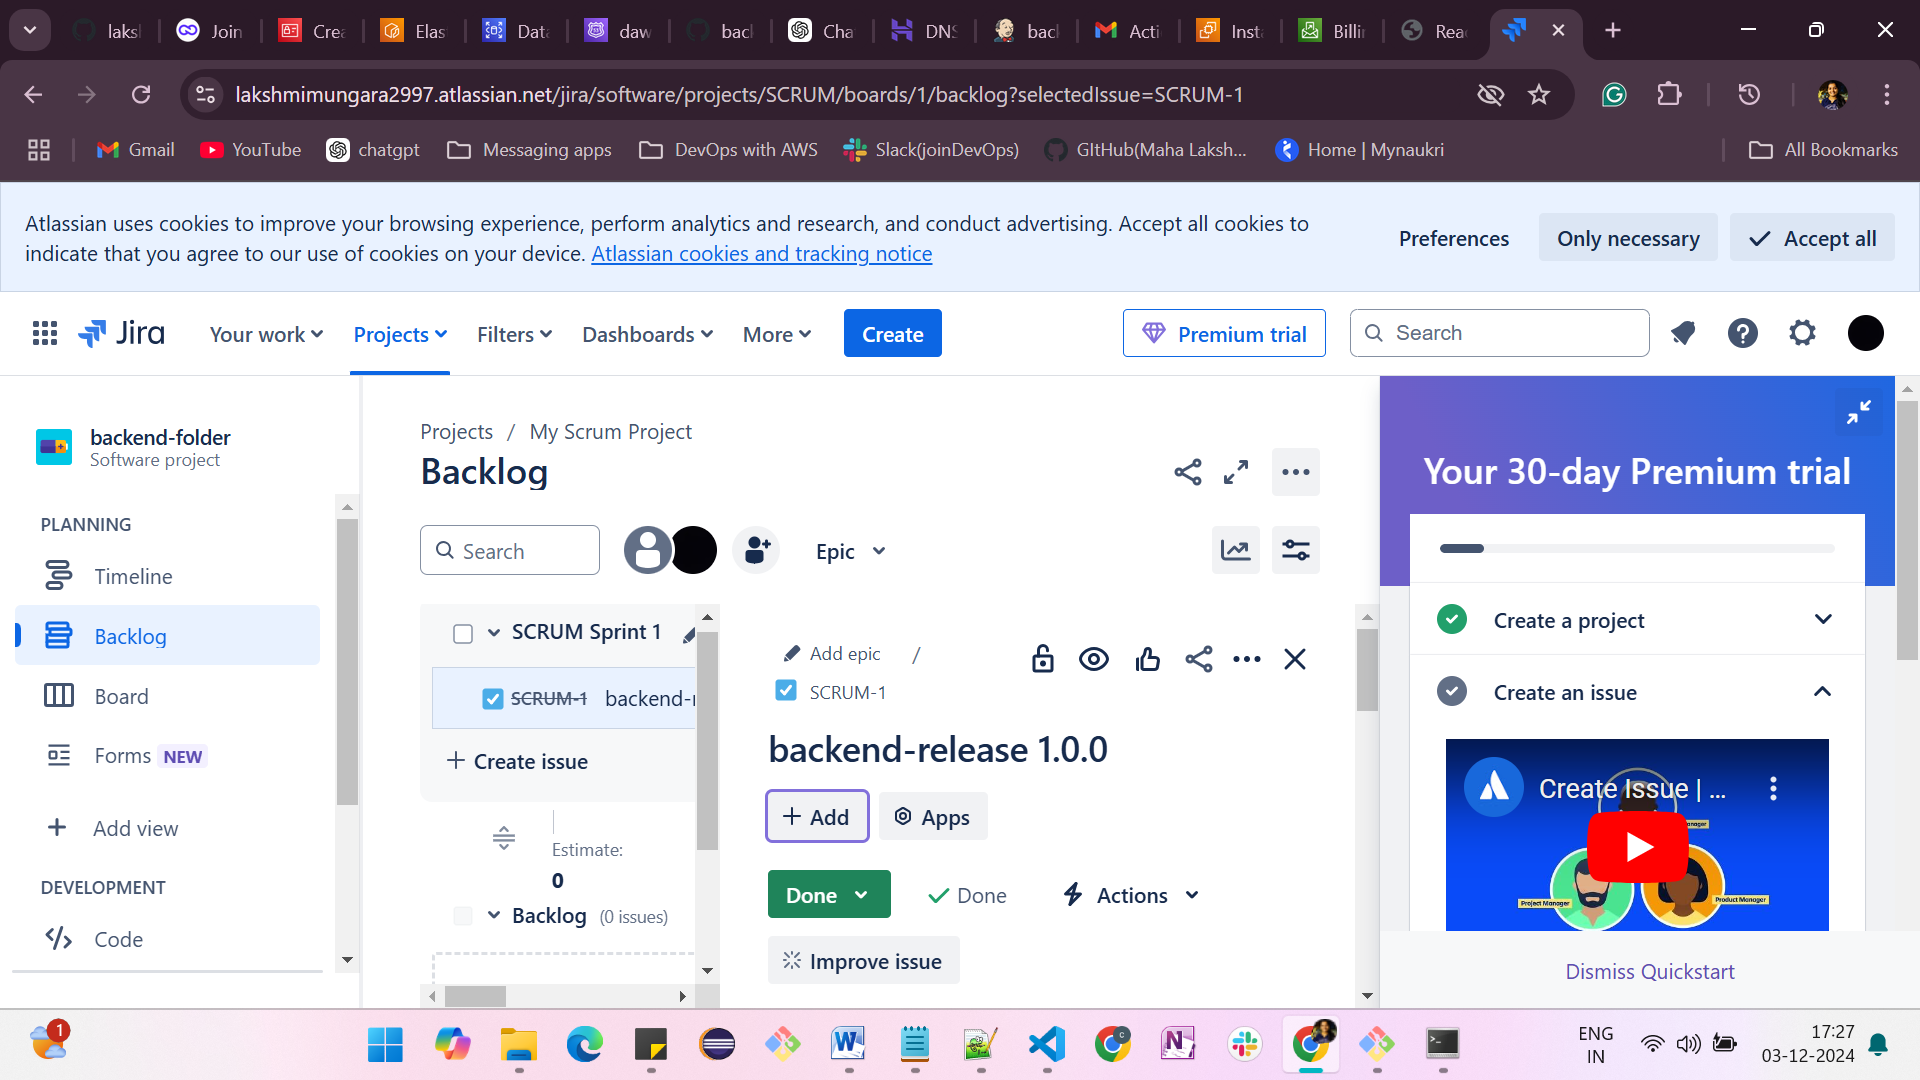 laksh
Join
Crea
Elas
Data
daw
back
Cha
DNS
back
Acti
Insta
Billin
Read
lakshmimungara2997.atlassian.net/jira/software/projects/SCRUM/boards/1/backlog?selectedIssue=SCRUM-1
Gmail YouTube chatgpt Messaging apps DevOps with AWS Slack(joinDevOps) GItHub(Maha Laksh... Home | Mynaukri All Bookmarks
Atlassian uses cookies to improve your browsing experience, perform analytics and research, and conduct advertising. Accept all cookies to
indicate that you agree to our use of cookies on your device. Atlassian cookies and tracking notice
Preferences Only necessary Accept all
Jira Your work Projects Filters Dashboards More Create Premium trial Search
backend-folder
Software project
PLANNING
Timeline
Backlog
Board
Forms NEW
Add view
DEVELOPMENT
Code
Projects / My Scrum Project
Backlog
Search
Epic
SCRUM Sprint 1
SCRUM-1 backend-r
+ Create issue
Estimate:
0
Backlog (0 issues)
Add epic /
SCRUM-1
backend-release 1.0.0
+ Add
Apps
Done
Done
Actions
Improve issue
Your 30-day Premium trial
Create a project
Create an issue
Create Issue | ...
Project Manager
Product Manager
Dismiss Quickstart
1
ENG
IN
17:27
03-12-2024